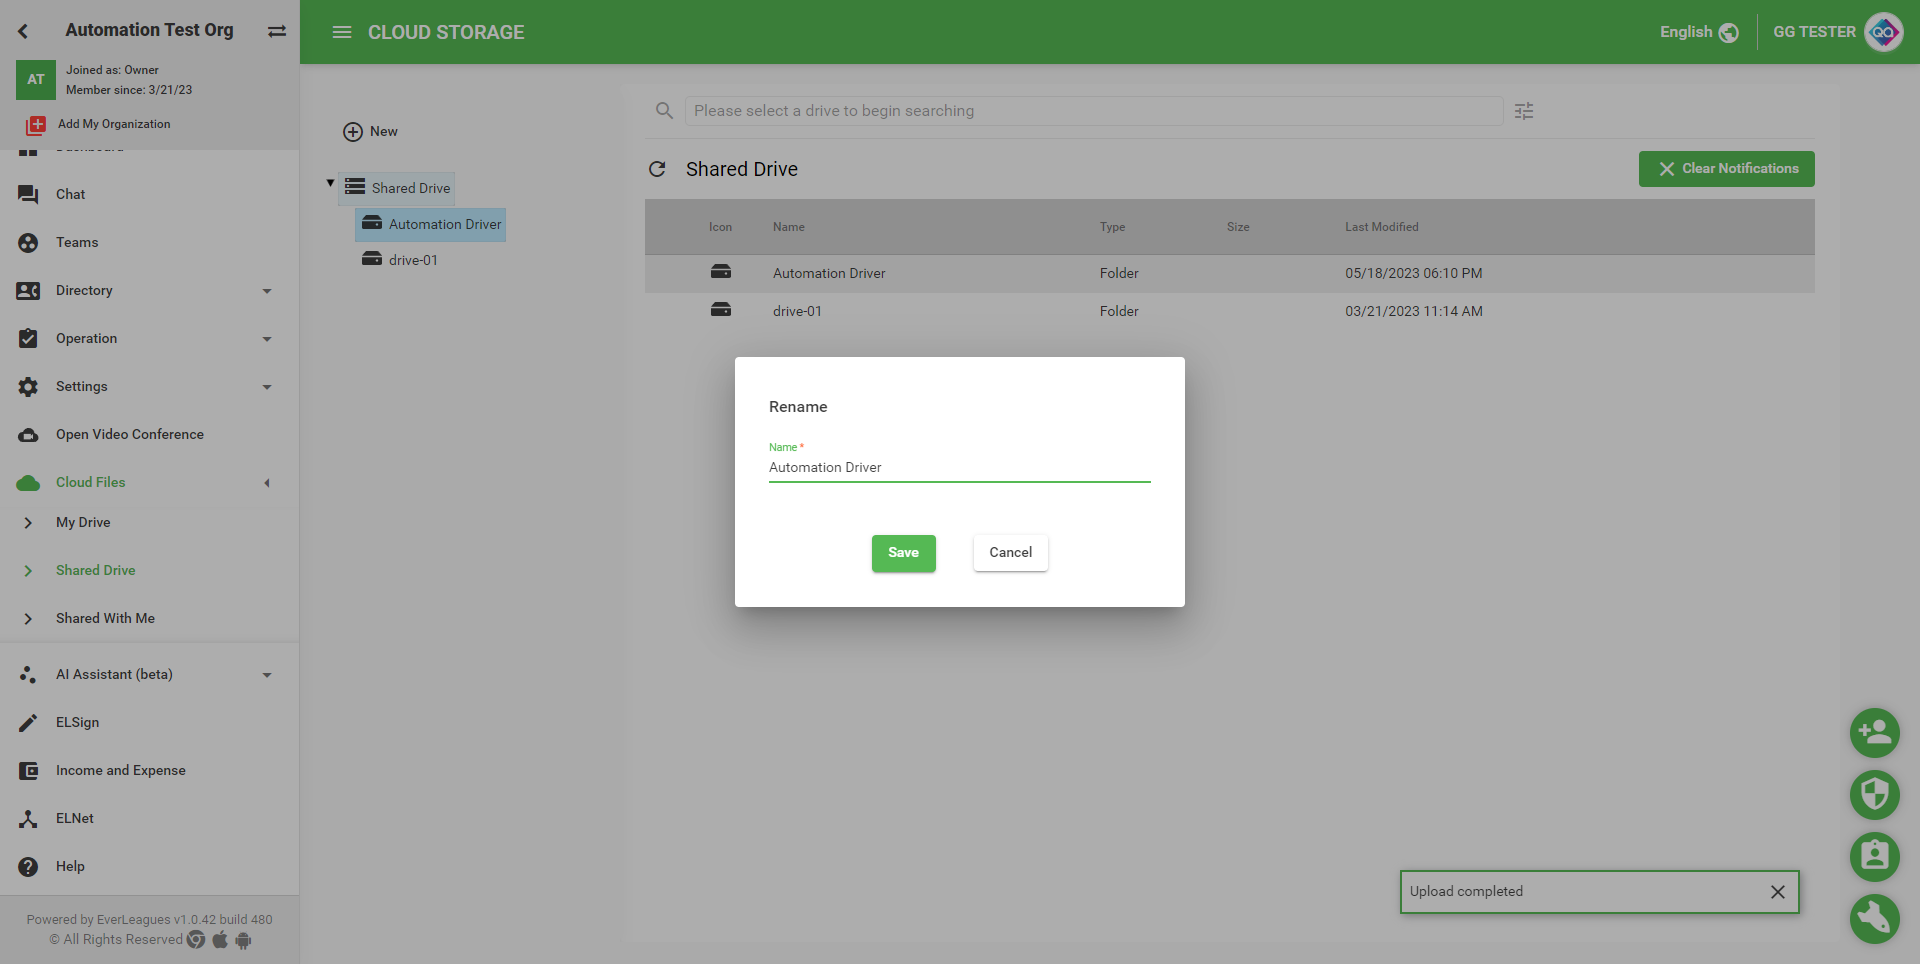 Automation Test Org
AT
Joined as: Owner
Member since: 3/21/23
Add My Organization
Chat
Teams
Directory
Operation
Settings
Open Video Conference
Cloud Files
My Drive
Shared Drive
Shared With Me
AI Assistant (beta)
ELSign
Income and Expense
ELNet
Help
Powered by EverLeagues v1.0.42 build 480
© All Rights Reserved
CLOUD STORAGE
English
GG TESTER
QA
New
Shared Drive
Automation Driver
drive-01
Please select a drive to begin searching
Shared Drive
Clear Notifications
Icon Name Type Size Last Modified
Automation Driver Folder 05/18/2023 06:10 PM
drive-01 Folder 03/21/2023 11:14 AM
Rename
Name *
Automation Driver
Save
Cancel
Upload completed